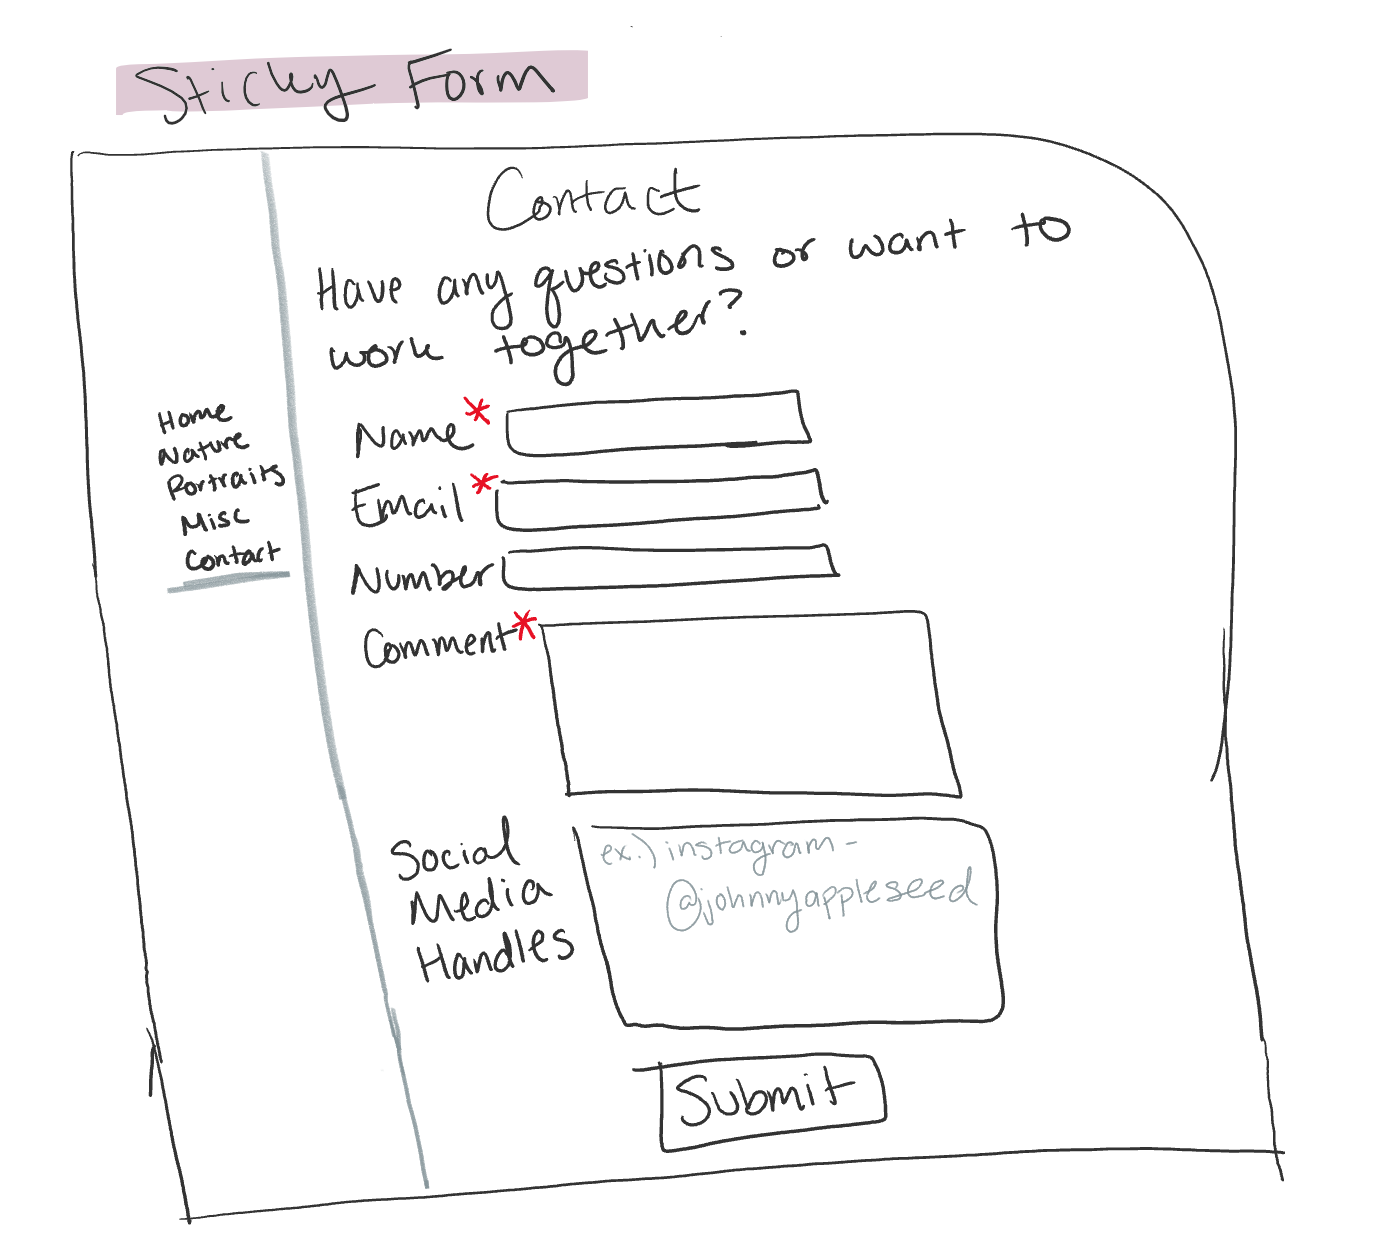 Sticky Form
Contact
Have any questions or want to
work together?
Home
Nature
Portraits
Misc
Contact
Name*
Email*
Number
Comment*
Social
Media
Handles
ex.) instagram -
@johnnyappleseed
Submit